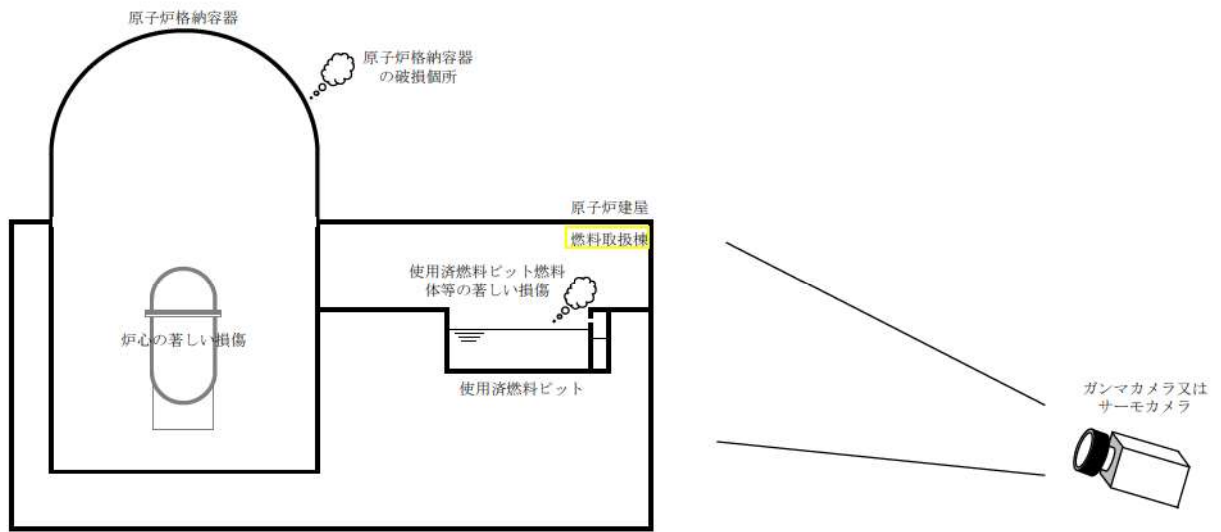 原子炉格納容器
原子炉格納容器
の破損個所
原子炉建屋
燃料取扱棟
使用済燃料ピット燃料
体等の著しい損傷
炉心の著しい損傷
使用済燃料ピット
ガンマカメラ又は
サーモカメラ